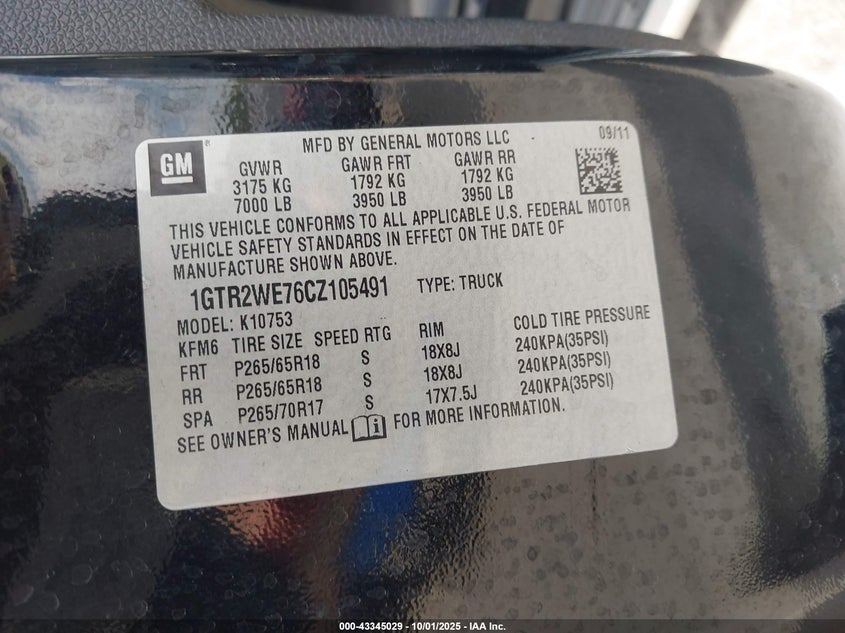 GM
®
MFD BY GENERAL MOTORS LLC
09/11
GVWR GAWR FRT GAWR RR
3175 KG 1792 KG 1792 KG
7000 LB 3950 LB 3950 LB
THIS VEHICLE CONFORMS TO ALL APPLICABLE U.S. FEDERAL MOTOR
VEHICLE SAFETY STANDARDS IN EFFECT ON THE DATE OF
MANUFACTURE SHOWN ABOVE.
1GTR2WE76CZ105491 TYPE: TRUCK
MODEL: K10753
KFM6 TIRE SIZE SPEED RTG RIM COLD TIRE PRESSURE
FRT P265/65R18 S 18X8J 240KPA(35PSI)
RR P265/65R18 S 18X8J 240KPA(35PSI)
SPA P265/70R17 S 17X7.5J 240KPA(35PSI)
SEE OWNER'S MANUAL i FOR MORE INFORMATION.
000-43345029 - 10/01/2025 - IAA Inc.